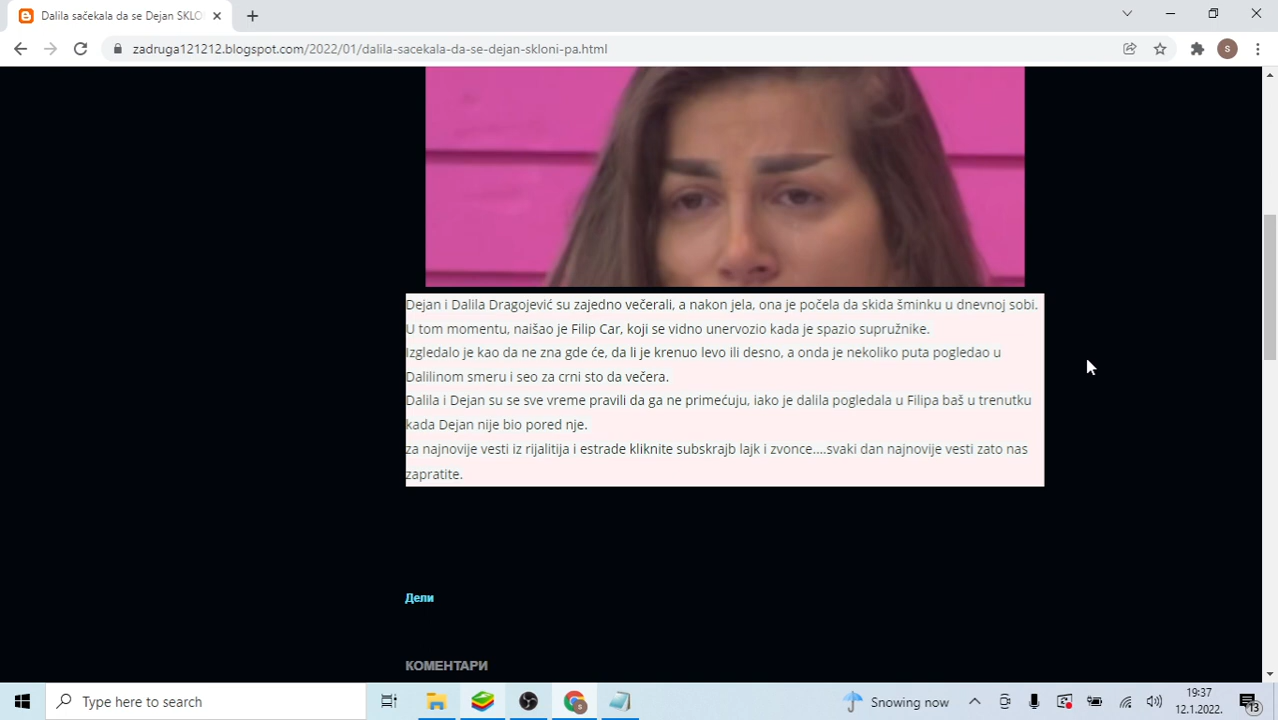 Dalila sačekala da se Dejan SKLO
zadruga121212.blogspot.com/2022/01/dalila-sacekala-da-se-dejan-skloni-pa.html
S
Dejan i Dalila Dragojević su zajedno večerali, a nakon jela, ona je počela da skida šminku u dnevnoj sobi.
U tom momentu, naišao je Filip Car, koji se vidno unervozio kada je spazio supružnike.
Izgledalo je kao da ne zna gde će, da li je krenuo levo ili desno, a onda je nekoliko puta pogledao u
Dalilinom smeru i seo za crni sto da večera.
Dalila i Dejan su se sve vreme pravili da ga ne primećuju, iako je dalila pogledala u Filipa baš u trenutku
kada Dejan nije bio pored nje.
za najnovije vesti iz rijalitija i estrade kliknite subskrajb lajk i zvonce....svaki dan najnovije vesti zato nas
zapratite.
Дели
КОМЕНТАРИ
Type here to search
Snowing now
19:37
12.1.2022.
13